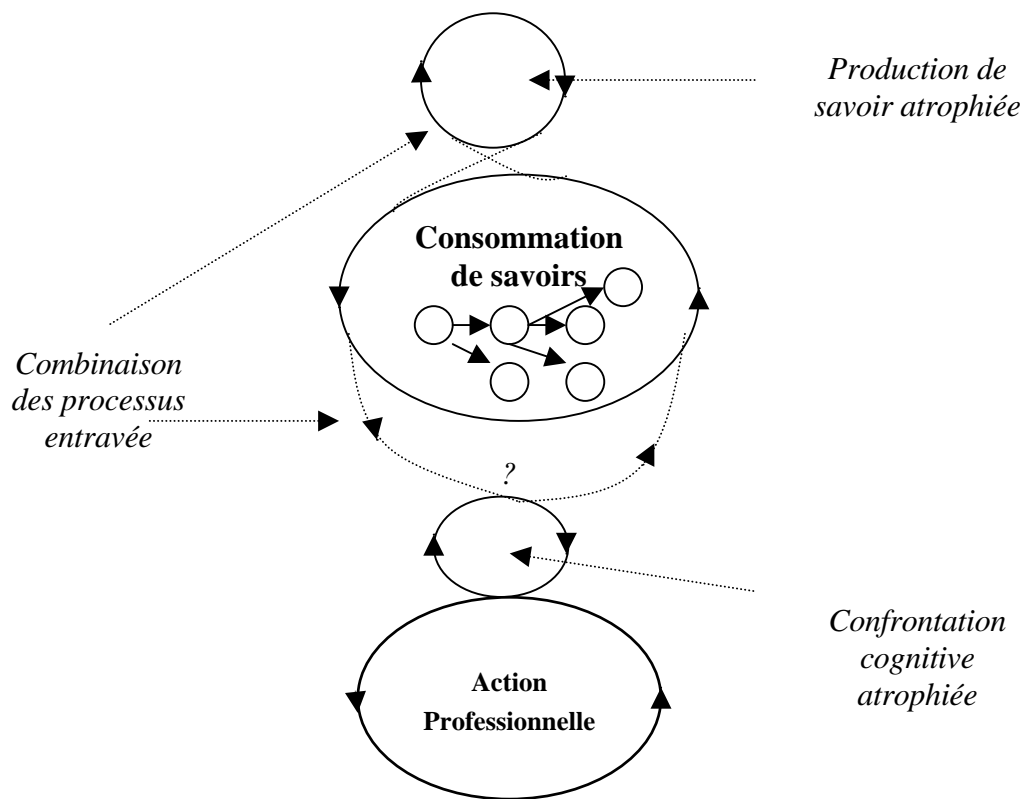 Production de
savoir atrophiée
Consommation
de savoirs
Combinaison
des processus
entravée
?
Confrontation
cognitive
atrophiée
Action
Professionnelle